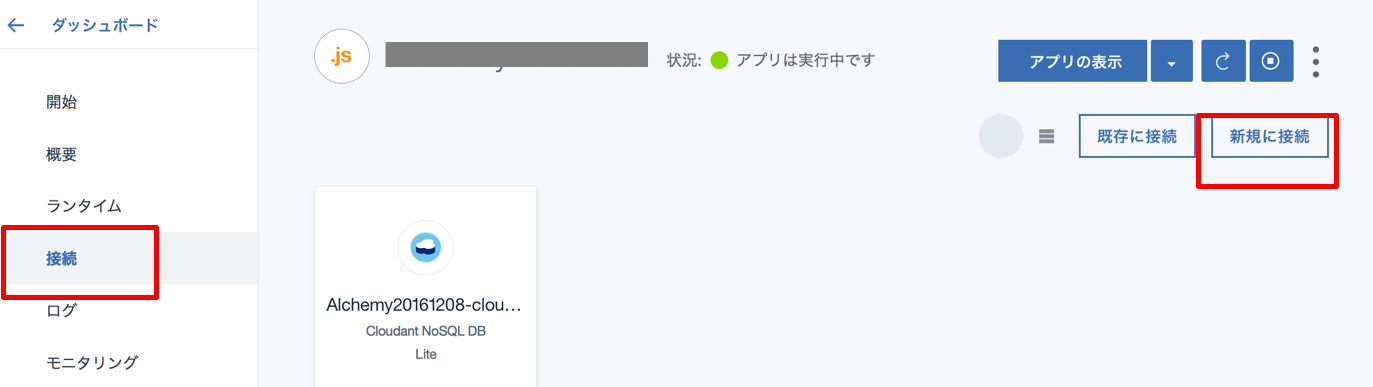 ダッシュボード
開始
概要
ランタイム
接続
ログ
モニタリング
.js
状況: アプリは実行中です
アプリの表示
既存に接続
新規に接続
Alchemy20161208-clou…
Cloudant NoSQL DB
Lite